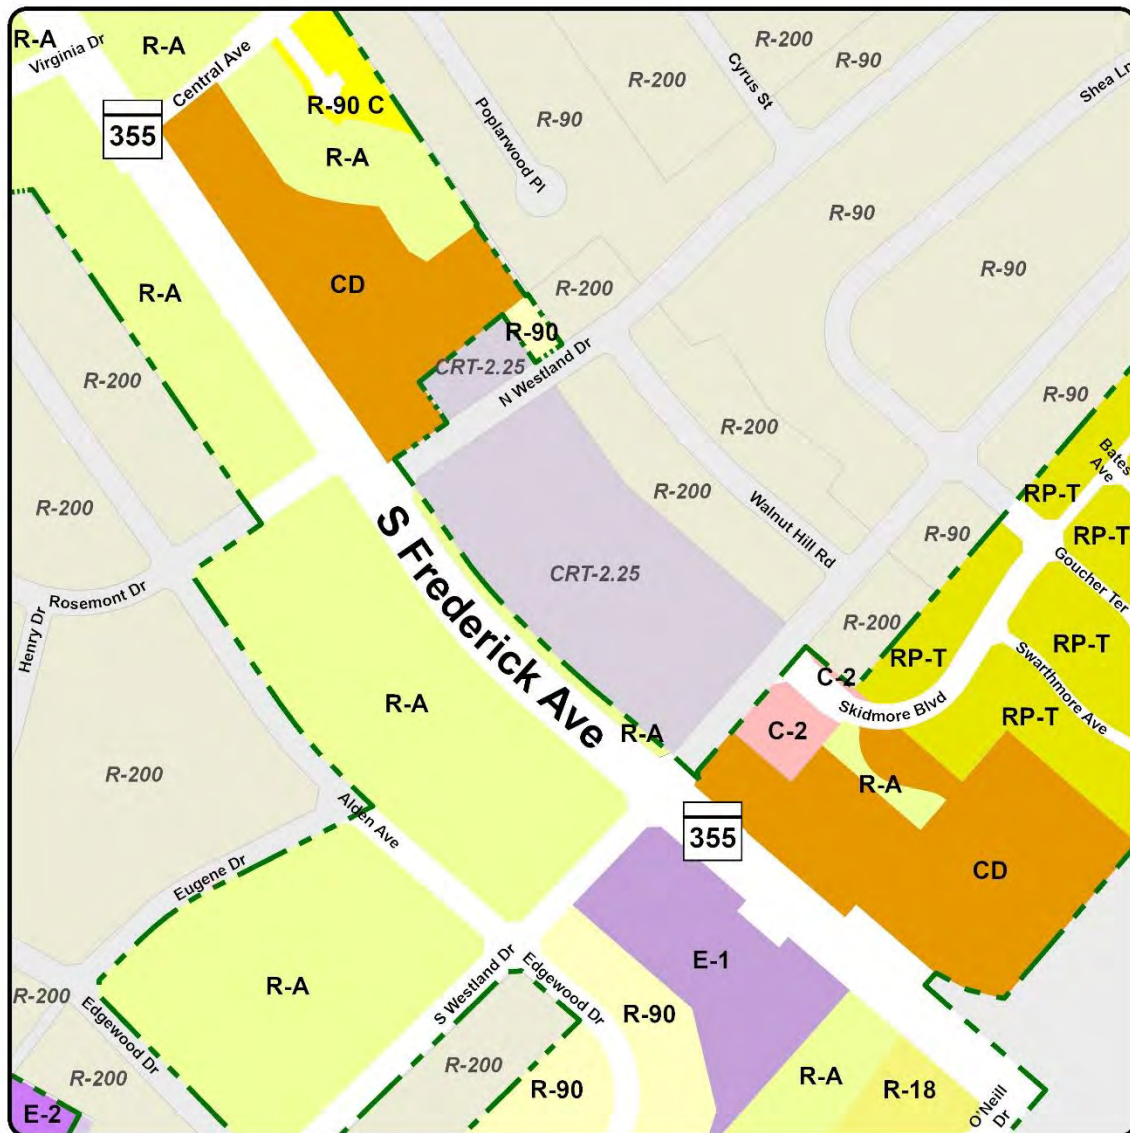 R-A
Virginia Dr
R-A
Central Ave
355
R-90 C
R-A
Poplarwood Pl
R-90
R-200
Cyrus St
R-200
R-90
Shea Ln
R-90
R-90
R-A
CD
R-200
R-90
CRT-2.25
N Westland Dr
R-200
R-200
R-90
R-200
Walnut Hill Rd
R-200
CRT-2.25
S Frederick Ave
R-90
RP-T
Bates
Ave
RP-T
Goucher Ter
Rosemont Dr
Henry Dr
R-200
RP-T
RP-T
Swarthmore Ave
C-2
Skidmore Blvd
RP-T
R-A
R-A
C-2
R-A
R-200
Alden Ave
355
CD
Eugene Dr
E-1
R-A
S Westland Dr
Edgewood Dr
R-90
R-200
Edgewood Dr
R-200
R-200
R-90
R-A
R-18
O'Neill
Dr
E-2